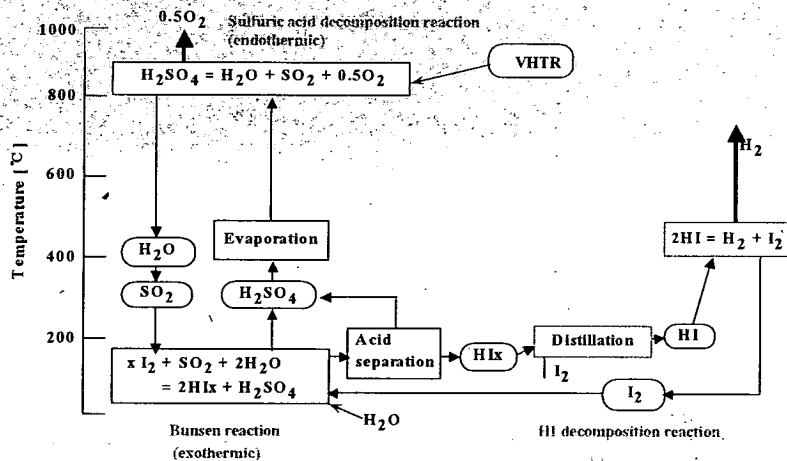 0.5O₂
Sulfuric acid decomposition reaction
(endothermic)
1000
H₂SO₄ = H₂O + SO₂ + 0.5O₂
VHTR
800
H₂
600
Temperature [℃]
Evaporation
2HI = H₂ + I₂
H₂O
400
SO₂
H₂SO₄
200
Acid
separation
HIx
Distillation
HI
x I₂ + SO₂ + 2H₂O
= 2HIx + H₂SO₄
I₂
I₂
H₂O
0
Bunsen reaction
(exothermic)
HI decomposition reaction